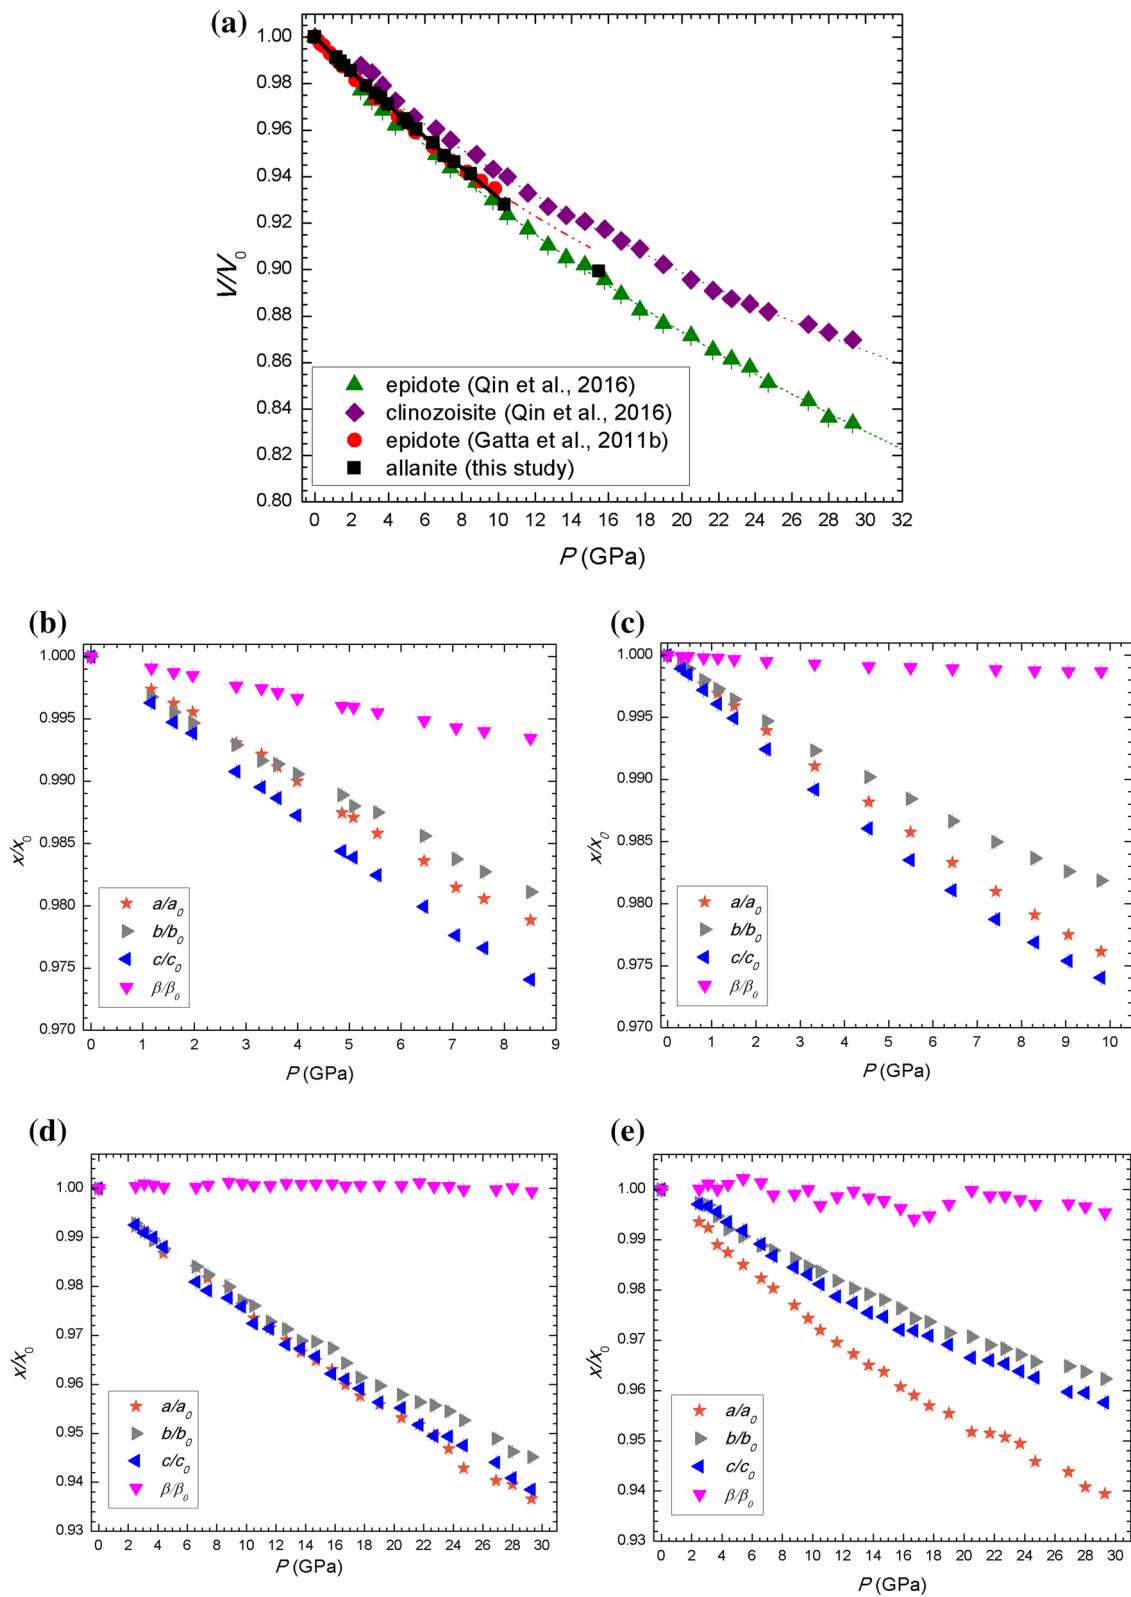 (a)
1.00
0.98
0.96
0.94
0.92
0.90
0.88
0.86
0.84
0.82
0.80
V/V0
epidote (Qin et al., 2016)
clinozoisite (Qin et al., 2016)
epidote (Gatta et al., 2011b)
allanite (this study)
0 2 4 6 8 10 12 14 16 18 20 22 24 26 28 30 32
P (GPa)
(b)
1.000
0.995
0.990
0.985
0.980
0.975
0.970
x/x0
a/a0
b/b0
c/c0
β/β0
0 1 2 3 4 5 6 7 8 9
P (GPa)
(c)
1.000
0.995
0.990
0.985
0.980
0.975
0.970
x/x0
a/a0
b/b0
c/c0
β/β0
0 1 2 3 4 5 6 7 8 9 10
P (GPa)
(d)
1.00
0.99
0.98
0.97
0.96
0.95
0.94
0.93
x/x0
a/a0
b/b0
c/c0
β/β0
0 2 4 6 8 10 12 14 16 18 20 22 24 26 28 30
P (GPa)
(e)
1.00
0.99
0.98
0.97
0.96
0.95
0.94
0.93
x/x0
a/a0
b/b0
c/c0
β/β0
0 2 4 6 8 10 12 14 16 18 20 22 24 26 28 30
P (GPa)